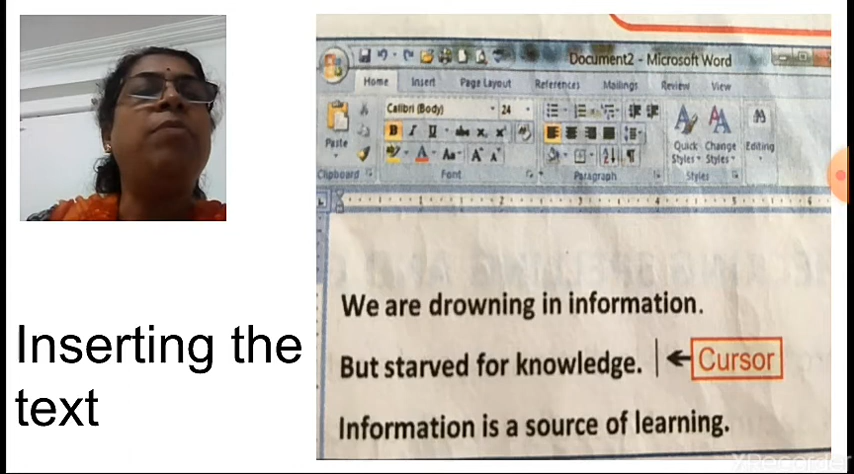 Inserting the
text
Document2 - Microsoft Word
Home Insert Page Layout References Mailings Review View
Calibri (Body) 24
Paste
Quick Styles
Change Styles
Editing
Clipboard Font Paragraph Styles
We are drowning in information.
But starved for knowledge.
Cursor
Information is a source of learning.
XRecorder